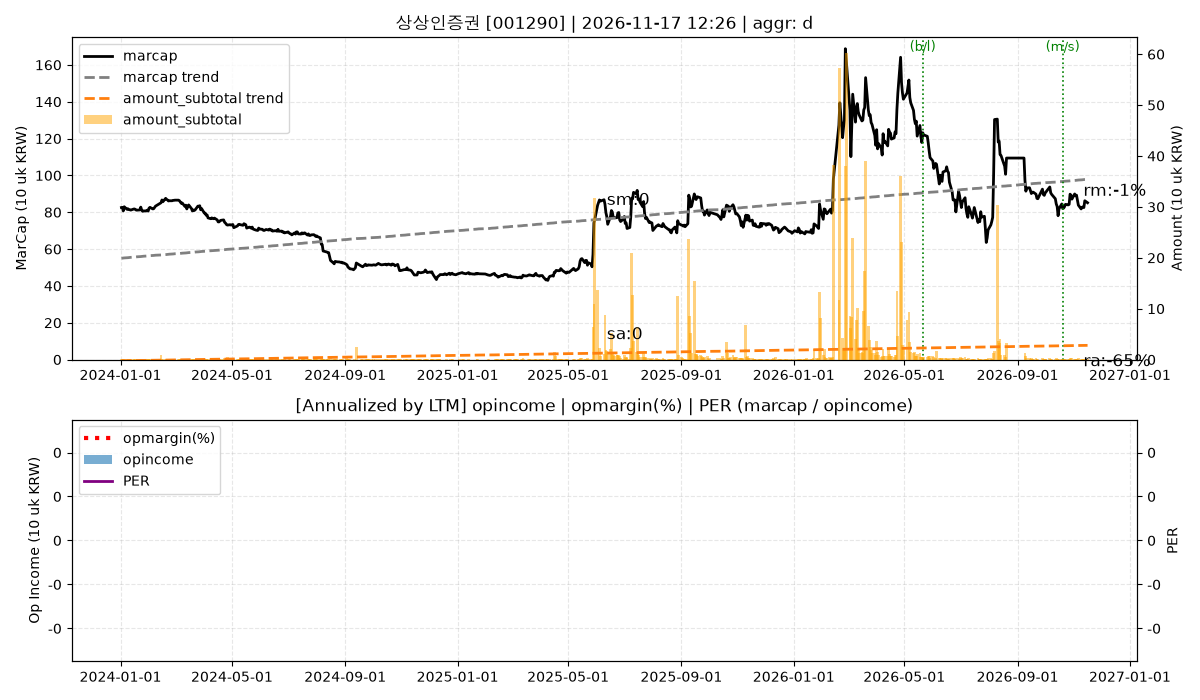 상상인증권 [001290] | 2026-11-17 12:26 | aggr: d
marcap
marcap trend
amount_subtotal trend
amount_subtotal
(b/l)
(m/s)
sm:0
sa:0
rm:-1%
ra:-65%
MarCap (10 uk KRW)
160
140
120
100
80
60
40
20
0
Amount (10 uk KRW)
60
50
40
30
20
10
0
2024-01-01 2024-05-01 2024-09-01 2025-01-01 2025-05-01 2025-09-01 2026-01-01 2026-05-01 2026-09-01 2027-01-01
[Annualized by LTM] opincome | opmargin(%) | PER (marcap / opincome)
opmargin(%)
opincome
PER
Op Income (10 uk KRW)
0
0
0
-0
-0
PER
0
0
0
-0
-0
2024-01-01 2024-05-01 2024-09-01 2025-01-01 2025-05-01 2025-09-01 2026-01-01 2026-05-01 2026-09-01 2027-01-01